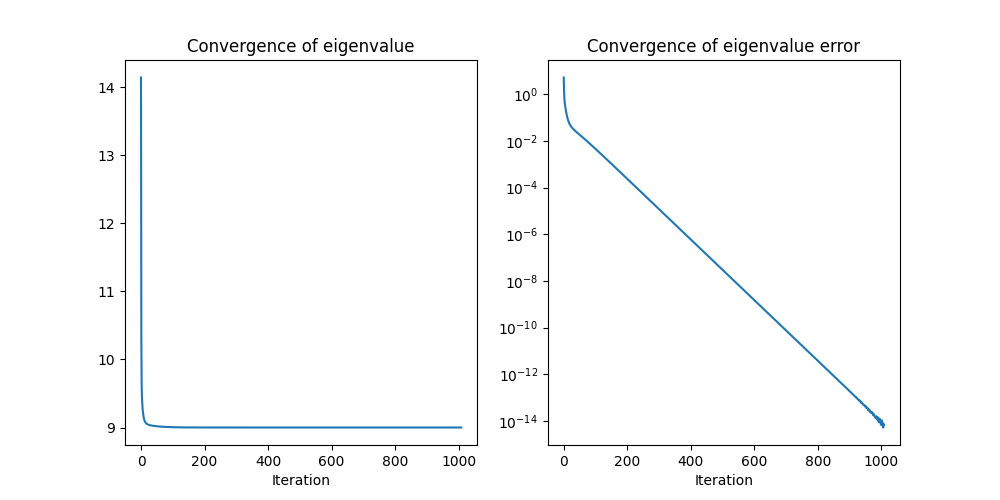 Convergence of eigenvalue
14
13
12
11
10
9
0 200 400 600 800 1000
Iteration
Convergence of eigenvalue error
10⁰
10⁻²
10⁻⁴
10⁻⁶
10⁻⁸
10⁻¹⁰
10⁻¹²
10⁻¹⁴
0 200 400 600 800 1000
Iteration